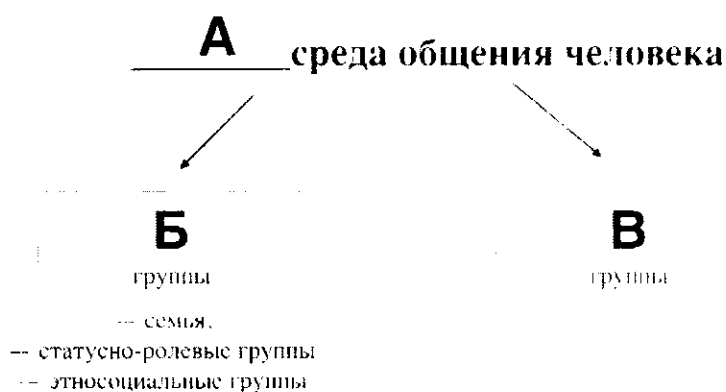 А среда общения человека
Б
В
группы
группы
-- семья,
-- статусно-ролевые группы
-- этносоциальные группы